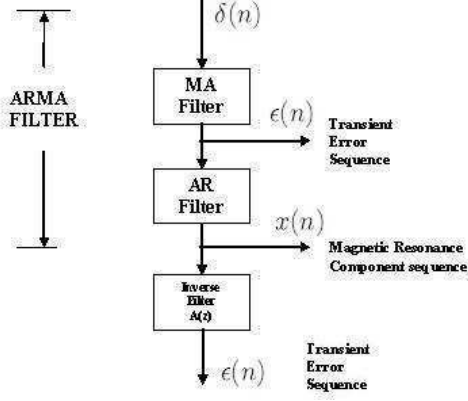 δ(n)
MA
Filter
ARMA
FILTER
ϵ(n)
Transient
Error
Sequence
AR
Filter
x(n)
Magnetic Resonance
Component sequence
Inverse
Filter
A(z)
ϵ(n)
Transient
Error
Sequence